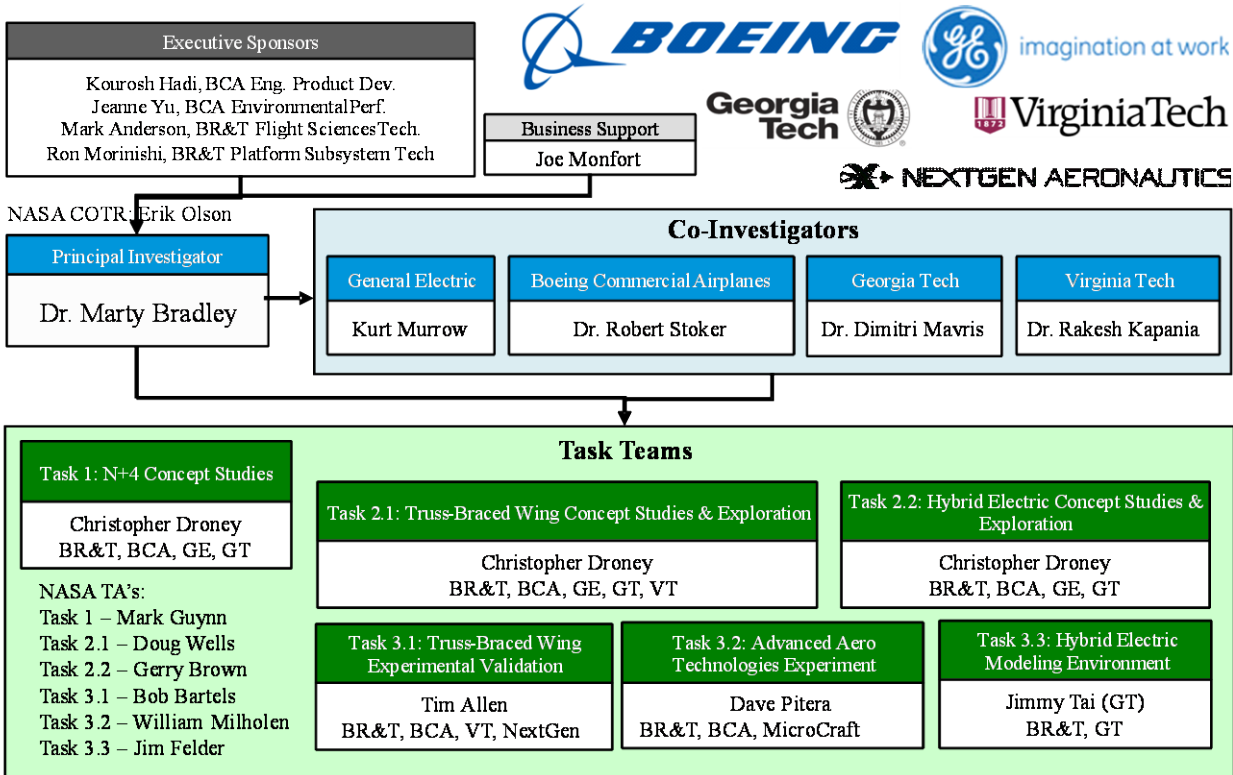 Executive Sponsors
Kourosh Hadi, BCA Eng. Product Dev.
Jeanne Yu, BCA EnvironmentalPerf.
Mark Anderson, BR&T Flight SciencesTech.
Ron Morinishi, BR&T Platform Subsystem Tech
BOEING
GE
imagination at work
Georgia
Tech
1872
VirginiaTech
NEXTGEN AERONAUTICS
Business Support
Joe Monfort
NASA COTR: Erik Olson
Principal Investigator
Dr. Marty Bradley
Co-Investigators
General Electric
Kurt Murrow
Boeing Commercial Airplanes
Dr. Robert Stoker
Georgia Tech
Dr. Dimitri Mavris
Virginia Tech
Dr. Rakesh Kapania
Task Teams
Task 1: N+4 Concept Studies
Christopher Droney
BR&T, BCA, GE, GT
Task 2.1: Truss-Braced Wing Concept Studies & Exploration
Christopher Droney
BR&T, BCA, GE, GT, VT
Task 2.2: Hybrid Electric Concept Studies &
Exploration
Christopher Droney
BR&T, BCA, GE, GT
NASA TA's:
Task 1 – Mark Guynn
Task 2.1 – Doug Wells
Task 2.2 – Gerry Brown
Task 3.1 – Bob Bartels
Task 3.2 – William Milholen
Task 3.3 – Jim Felder
Task 3.1: Truss-Braced Wing
Experimental Validation
Tim Allen
BR&T, BCA, VT, NextGen
Task 3.2: Advanced Aero
Technologies Experiment
Dave Pitera
BR&T, BCA, MicroCraft
Task 3.3: Hybrid Electric
Modeling Environment
Jimmy Tai (GT)
BR&T, GT